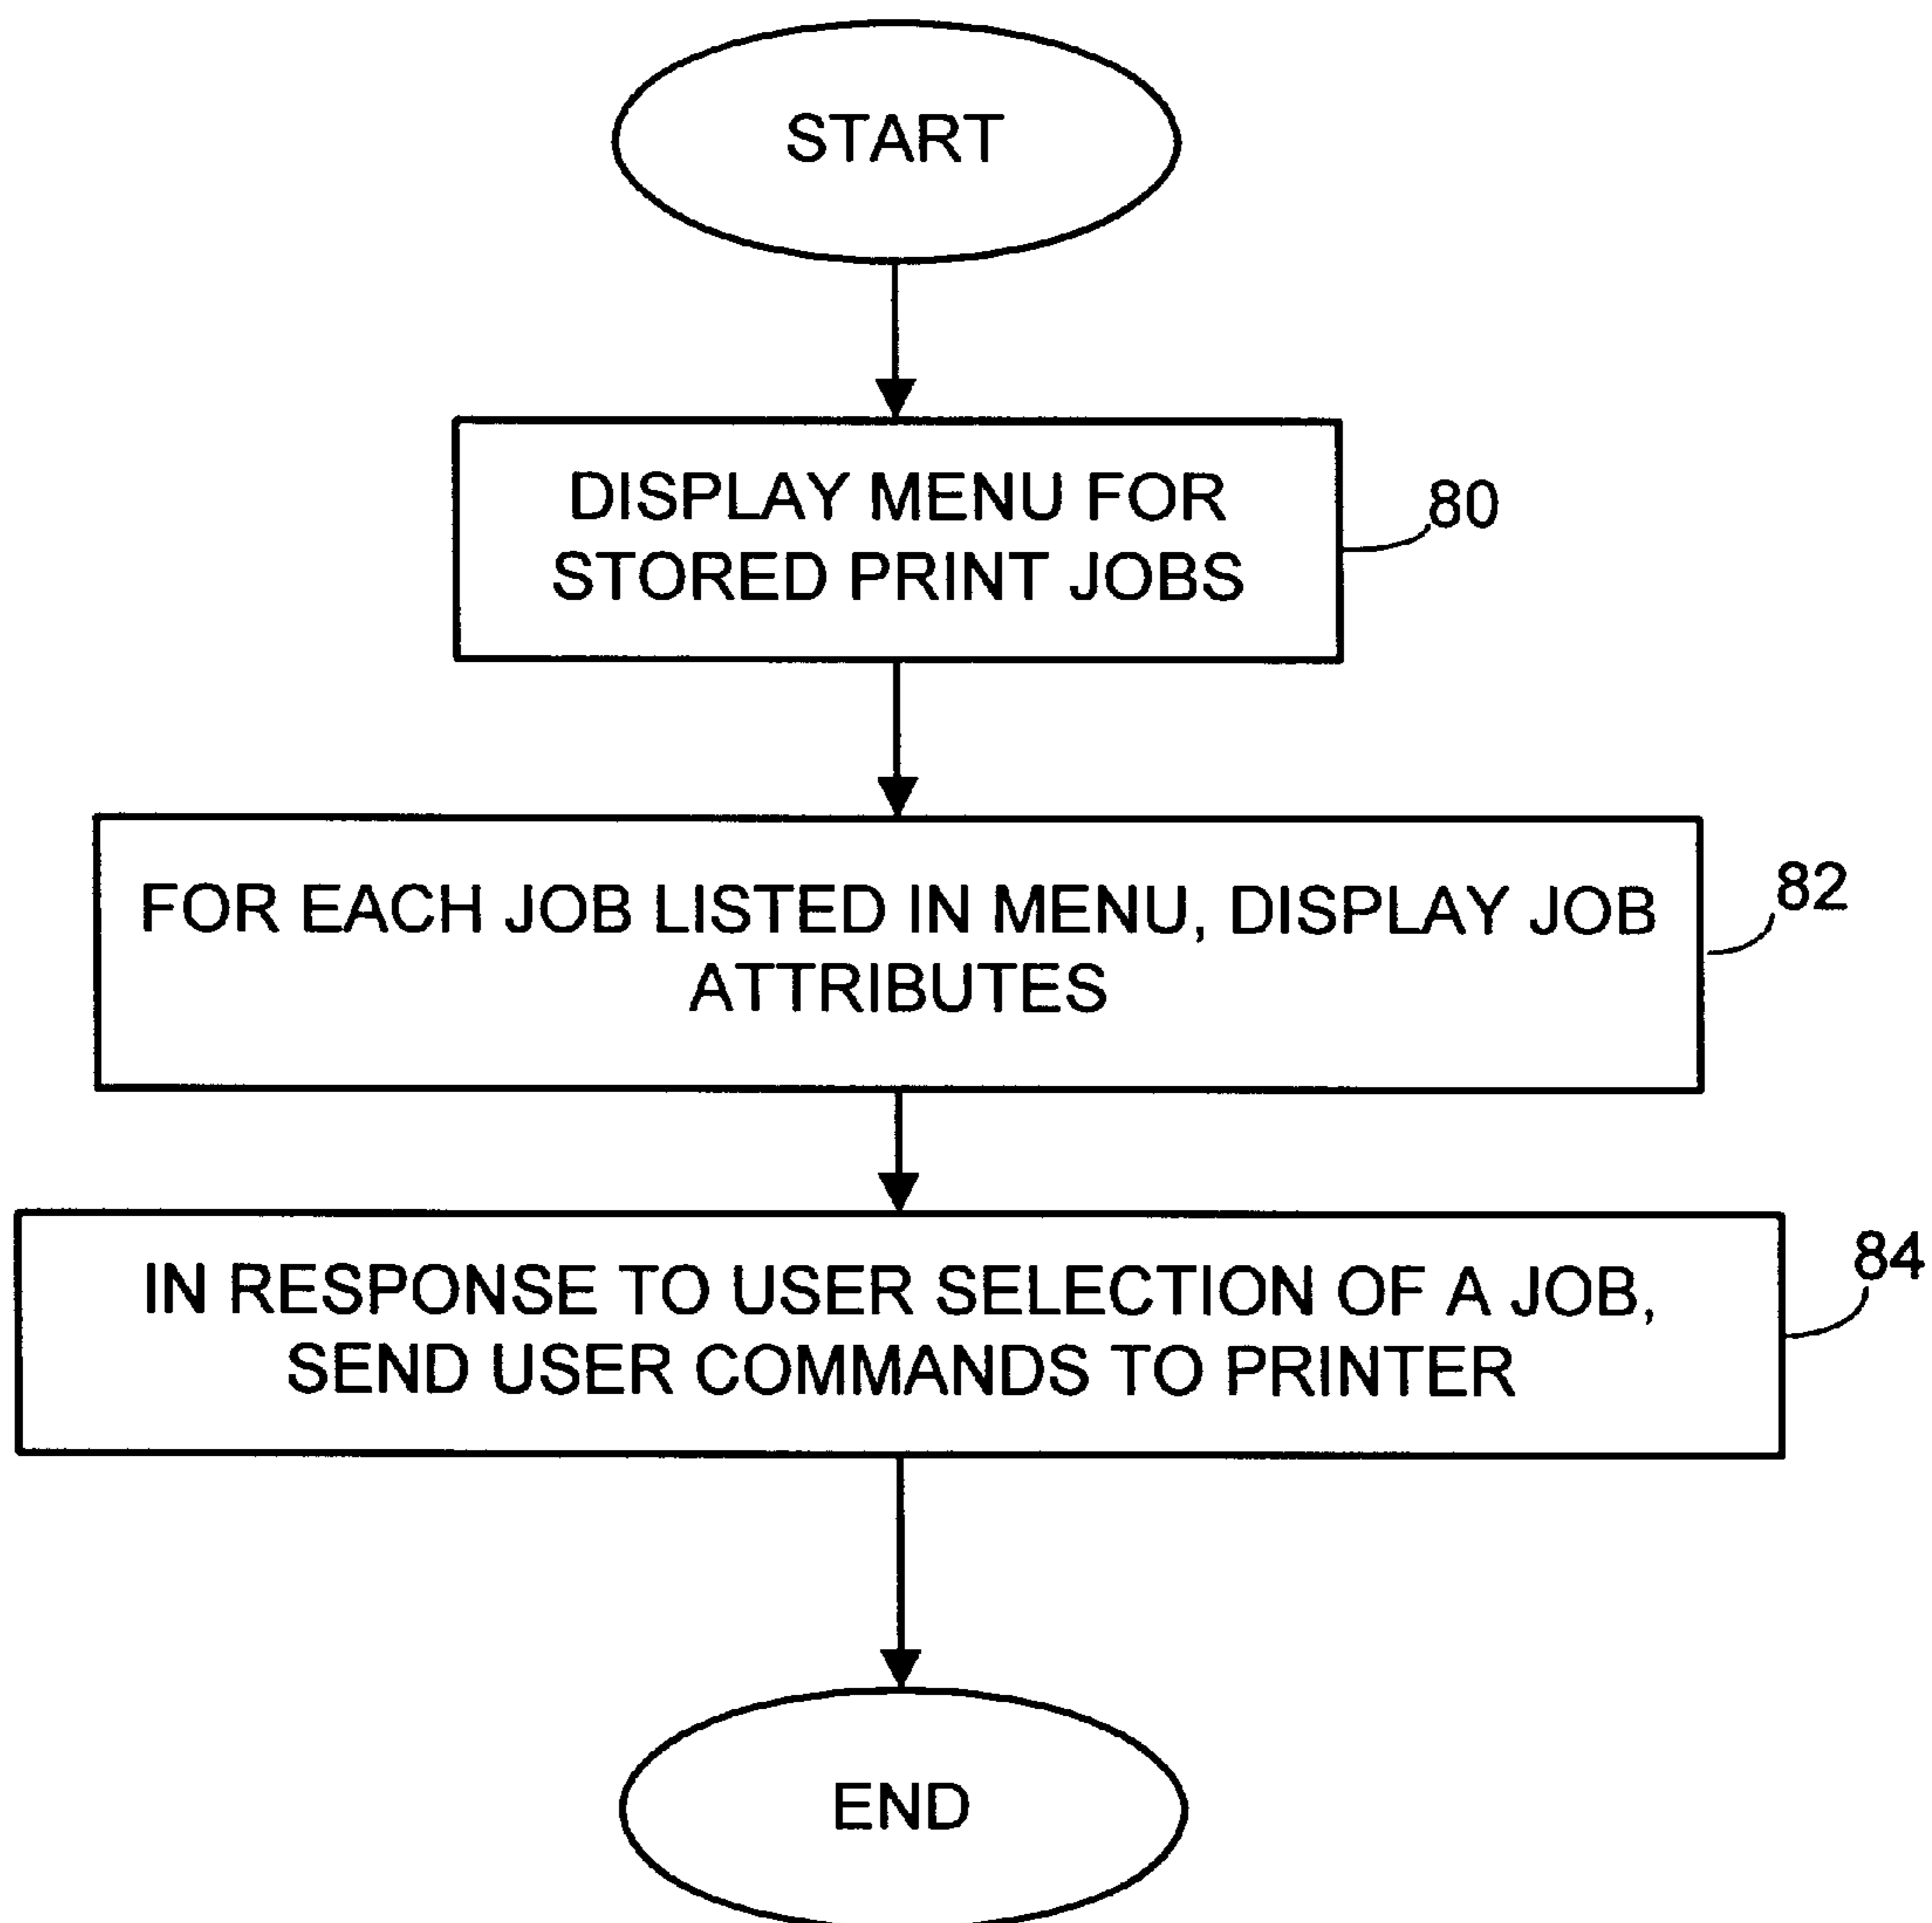 START
DISPLAY MENU FOR
STORED PRINT JOBS
80
FOR EACH JOB LISTED IN MENU, DISPLAY JOB
ATTRIBUTES
82
IN RESPONSE TO USER SELECTION OF A JOB,
SEND USER COMMANDS TO PRINTER
84
END